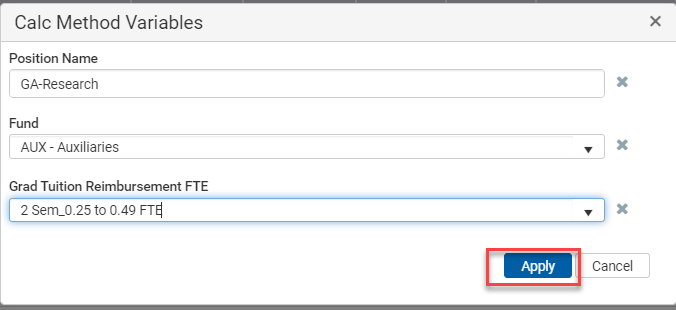 Calc Method Variables
Position Name
GA-Research
Fund
AUX - Auxiliaries
Grad Tuition Reimbursement FTE
2 Sem_0.25 to 0.49 FTE
Apply Cancel